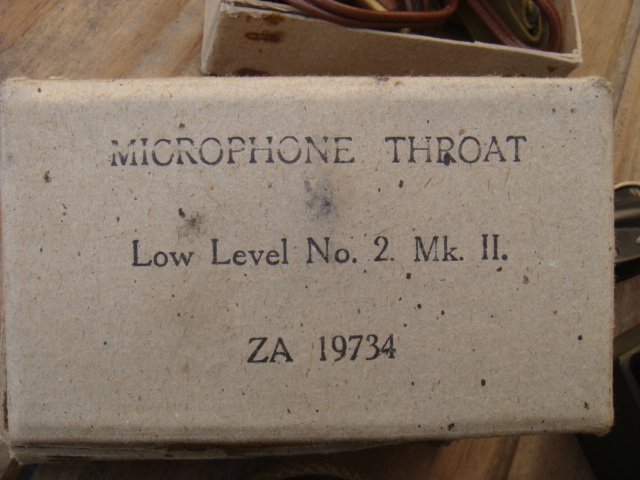 MICROPHONE THROAT
Low Level No. 2. Mk. II.
ZA 19734